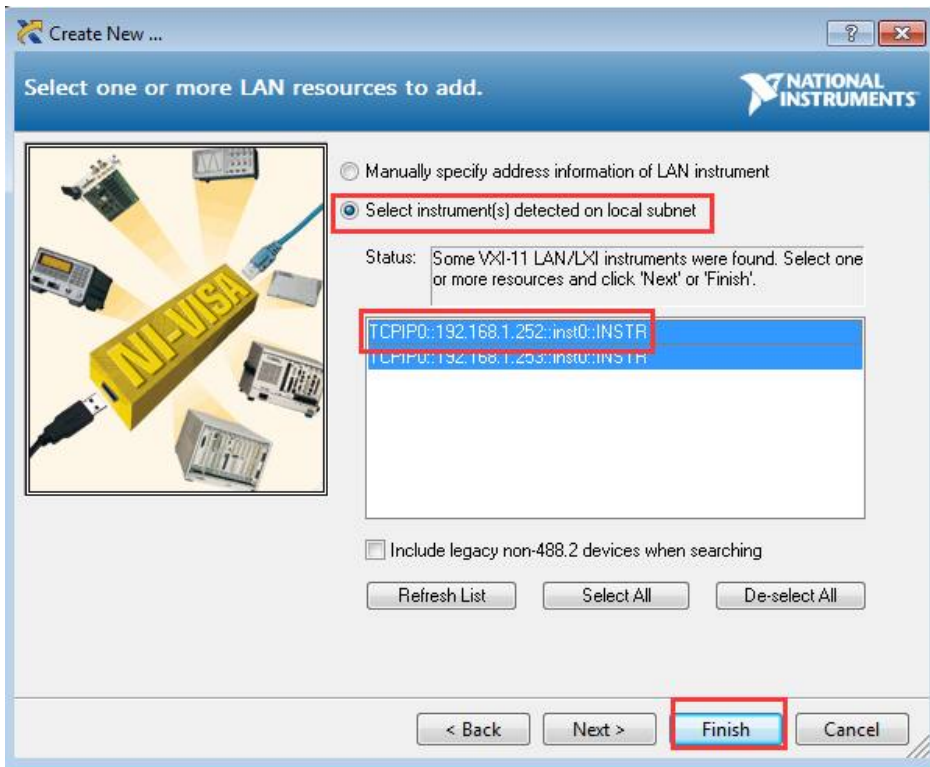 Create New ...
Select one or more LAN resources to add.
NATIONAL
INSTRUMENTS
Manually specify address information of LAN instrument
Select instrument(s) detected on local subnet
Status:
Some VXI-11 LAN/LXI instruments were found. Select one
or more resources and click 'Next' or 'Finish'.
TCPIP0::192.168.1.252::inst0::INSTR
TCPIP0::192.168.1.253::inst0::INSTR
NI-VISA
Include legacy non-488.2 devices when searching
Refresh List
Select All
De-select All
< Back
Next >
Finish
Cancel